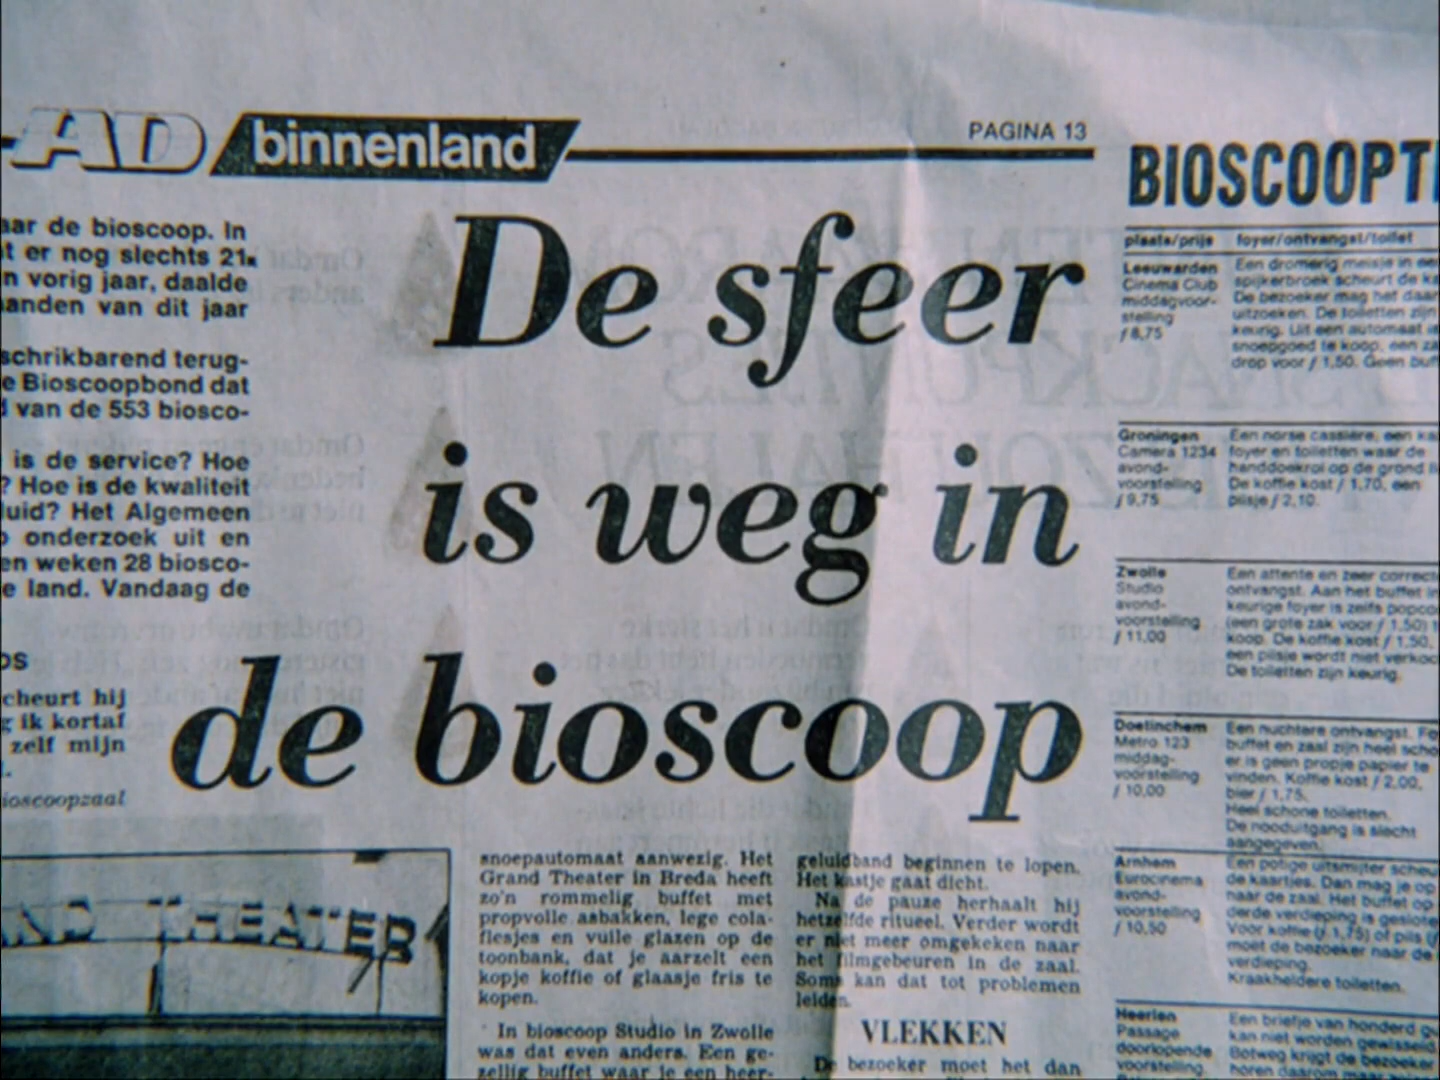 AD binnenland
PAGINA 13
aar de bioscoop. In
t er nog slechts 21
n vorig jaar, daalde
anden van dit jaar
schrikbarend terug-
e Bioscoopbond dat
van de 553 biosco-
is de service? Hoe
? Hoe is de kwaliteit
luid? Het Algemeen
onderzoek uit en
en weken 28 biosco-
e land. Vandaag de
OS
cheurt hij
g ik kortaf
zelf mijn
ioscoopzaal
De sfeer
is weg in
de bioscoop
ND THEATER
snoepautomaat aanwezig. Het
Grand Theater in Breda heeft
zo'n rommelig buffet met
propvolle asbakken, lege cola-
flesjes en vuile glazen op de
toonbank, dat je aarzelt een
kopje koffie of glaasje fris te
kopen.
In bioscoop Studio in Zwolle
was dat even anders. Een ge-
zellig buffet waar je een heer-
geluidband beginnen te lopen.
Het kastje gaat dicht.
Na de pauze herhaalt hij
hetzelfde ritueel. Verder wordt
er niet meer omgekeken naar
het filmgebeuren in de zaal.
Soms kan dat tot problemen
leiden.
VLEKKEN
De bezoeker moet het dan
BIOSCOOPT
plaats/prijs foyer/ontvangst/toilet
Leeuwarden
Cinema Club
middagvoor-
stelling
ƒ 8,75
Een dromerig meisje in een
spijkerbroek scheurt de
De bezoeker mag het
uitzoeken. De toiletten zijn
keurig. Uit een automaat is
snoepgoed te koop, een
drop voor ƒ 1,50. Geen
Groningen
Camera 1234
avond-
voorstelling
ƒ 9,75
Een norse cassière, een
foyer en toiletten waar de
handdoekrol op de grond
De koffie kost ƒ 1,70, een
pilsje ƒ 2,10.
Zwolle
Studio
avond-
voorstelling
ƒ 11,00
Een attente en zeer correcte
ontvangst. Aan het buffet in
keurige foyer is zelfs popco
(een grote zak voor ƒ 1,50)
koop. De koffie kost ƒ 1,50,
een pilsje wordt niet verkoc
De toiletten zijn keurig.
Doetinchem
Metro 123
middag-
voorstelling
ƒ 10,00
Een nuchtere ontvangst.
buffet en zaal zijn heel scho
er is geen propje papier te
vinden. Koffie kost ƒ 2,00,
bier ƒ 1,75.
Heel schone toiletten.
De nooduitgang is slecht
aangegeven.
Arnhem
Eurocinema
avond-
voorstelling
ƒ 10,50
Een potige uitsmijter scheu
de kaartjes. Dan mag je op
naar de zaal. Het buffet op
derde verdieping is geslote
Voor koffie (ƒ 1,75) of pils
moet de bezoeker naar de
verdieping.
Kraakheldere toiletten.
Heerlen
Passage
doorlopende
voorstelling
Een briefje van honderd
kan niet worden gewisseld
Botweg krijgt de bezoeker
horen daarom maar